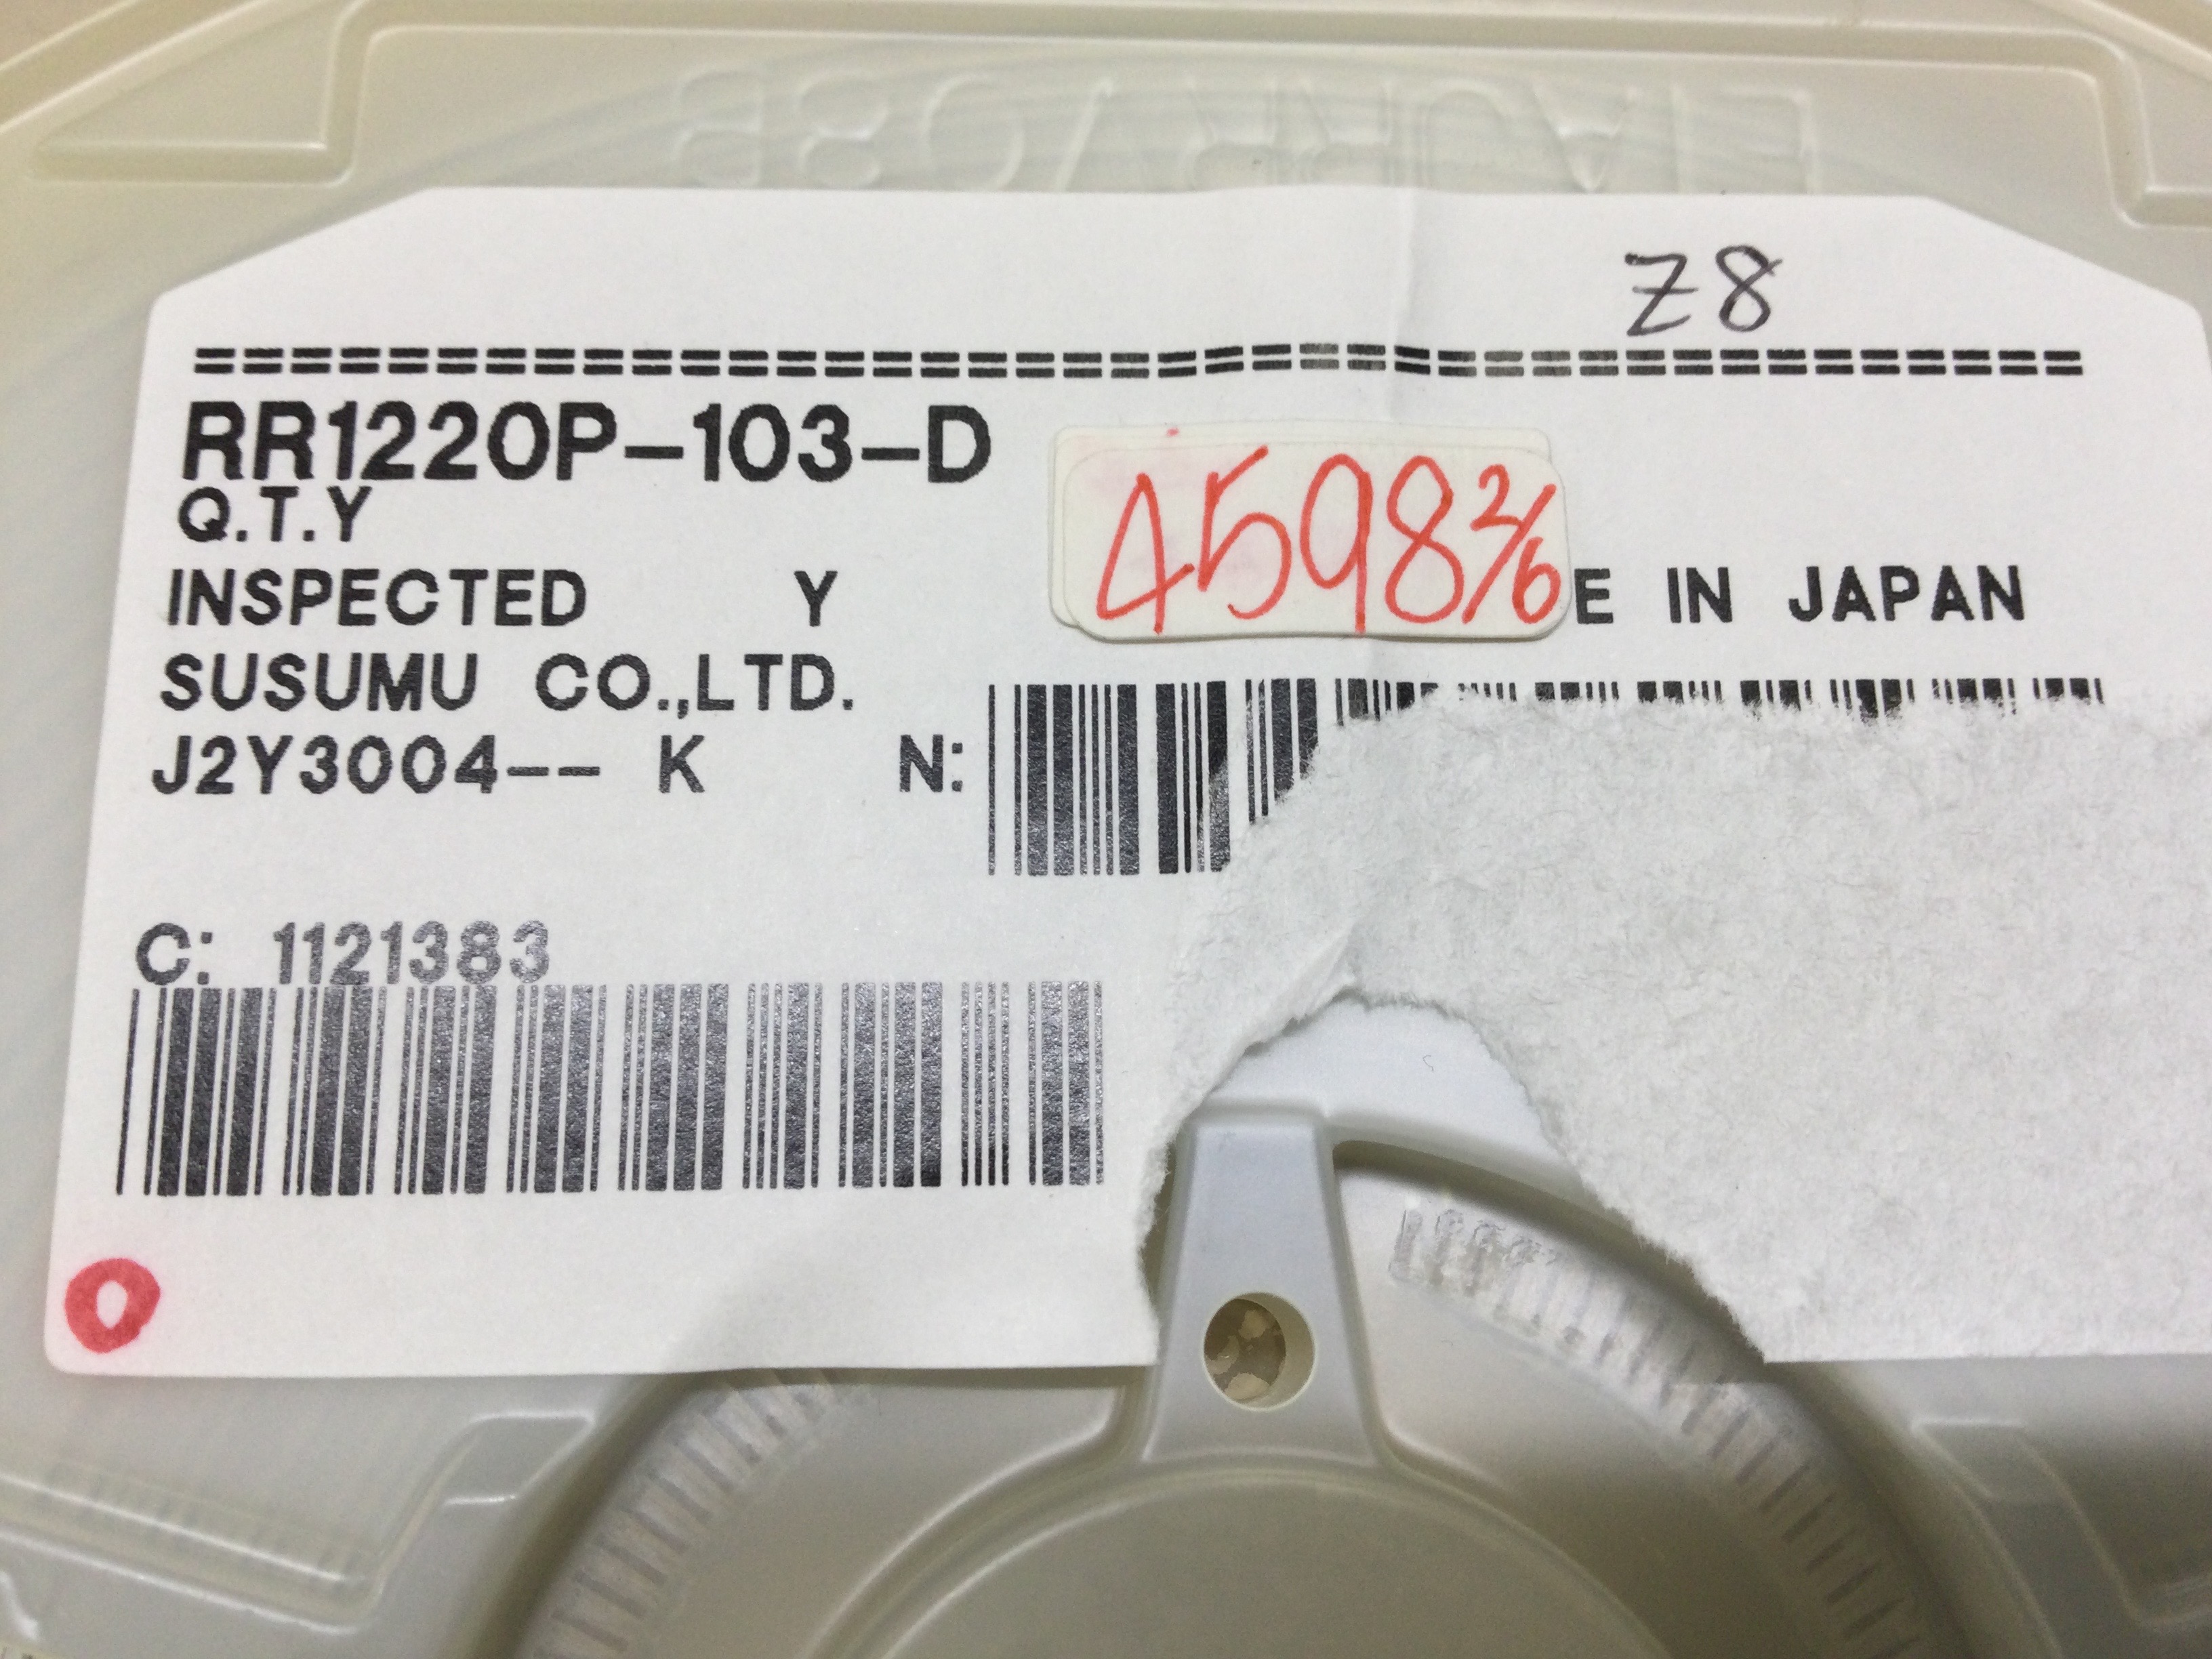 Z8
RR1220P-103-D
Q.T.Y
4598 2/6
INSPECTED Y E IN JAPAN
SUSUMU CO.,LTD.
J2Y3004-- K N:
C: 1121383
O